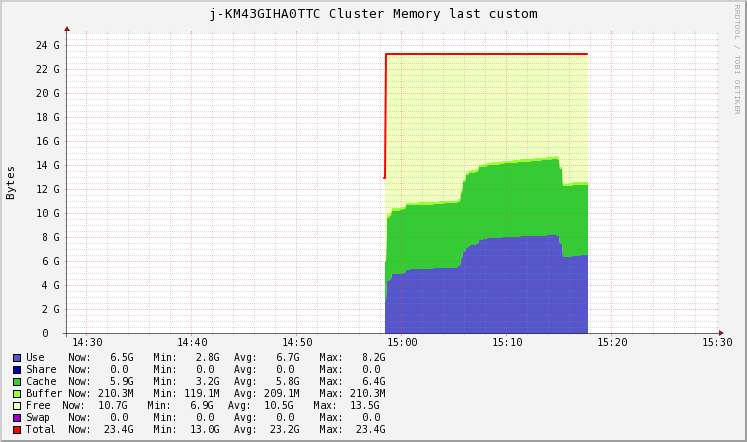 j-KM43GIHA0TTC Cluster Memory last custom
RRDTOOL / TOBI OETIKER
Bytes
24 G
22 G
20 G
18 G
16 G
14 G
12 G
10 G
8 G
6 G
4 G
2 G
0
14:30 14:40 14:50 15:00 15:10 15:20 15:30
Use Now: 6.5G Min: 2.8G Avg: 6.7G Max: 8.2G
Share Now: 0.0 Min: 0.0 Avg: 0.0 Max: 0.0
Cache Now: 5.9G Min: 3.2G Avg: 5.8G Max: 6.4G
Buffer Now: 210.3M Min: 119.1M Avg: 209.1M Max: 210.3M
Free Now: 10.7G Min: 6.9G Avg: 10.5G Max: 13.5G
Swap Now: 0.0 Min: 0.0 Avg: 0.0 Max: 0.0
Total Now: 23.4G Min: 13.0G Avg: 23.2G Max: 23.4G